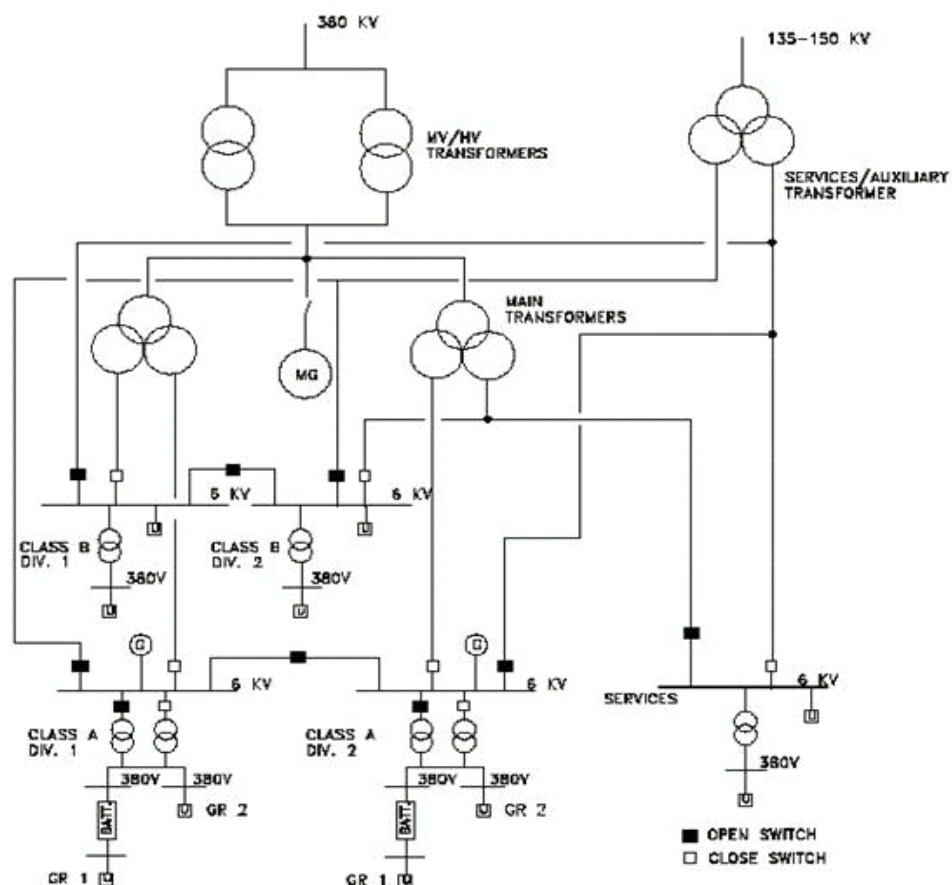 380 KV
135-150 KV
MV/HV
TRANSFORMERS
SERVICES/AUXILIARY
TRANSFORMER
MAIN
TRANSFORMERS
MG
6 KV
6 KV
U
U
CLASS B
DIV. 1
CLASS B
DIV. 2
380V
380V
U
U
G
G
6 KV
6 KV
6 KV
SERVICES
U
CLASS A
DIV. 1
CLASS A
DIV. 2
380V
380V
380V
380V
380V
BATT.
U
GR 2
BATT.
U
GR 2
U
OPEN SWITCH
CLOSE SWITCH
GR 1
U
GR 1
U